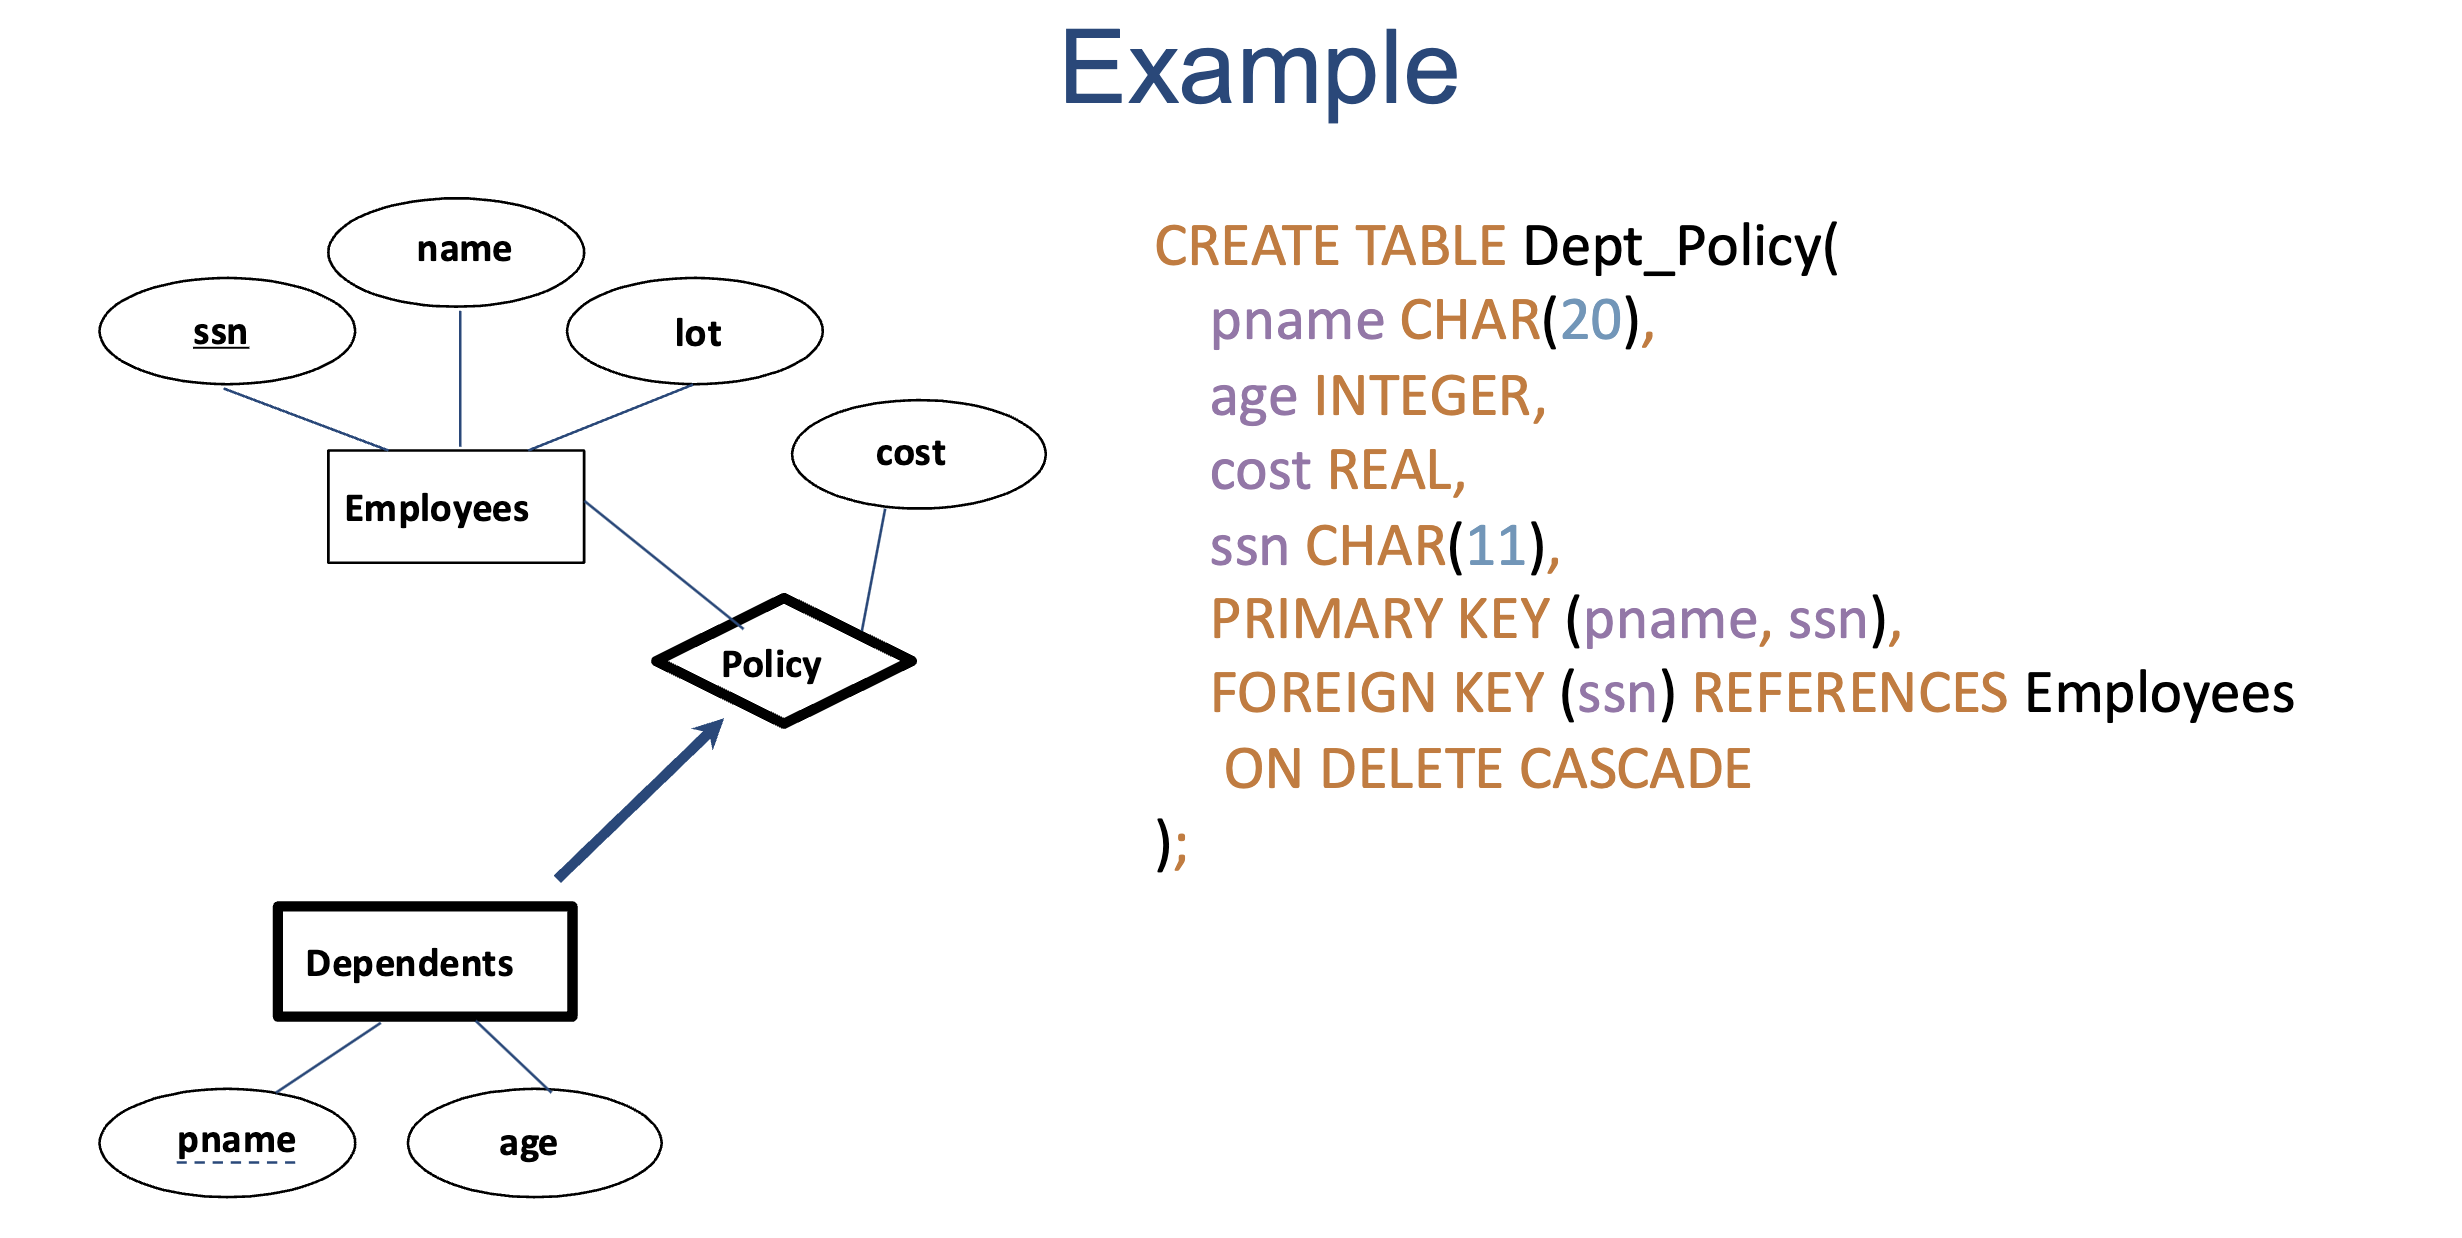 Example
name
ssn
lot
cost
Employees
Policy
Dependents
pname
age
CREATE TABLE Dept_Policy(
pname CHAR(20),
age INTEGER,
cost REAL,
ssn CHAR(11),
PRIMARY KEY (pname, ssn),
FOREIGN KEY (ssn) REFERENCES Employees
ON DELETE CASCADE
);